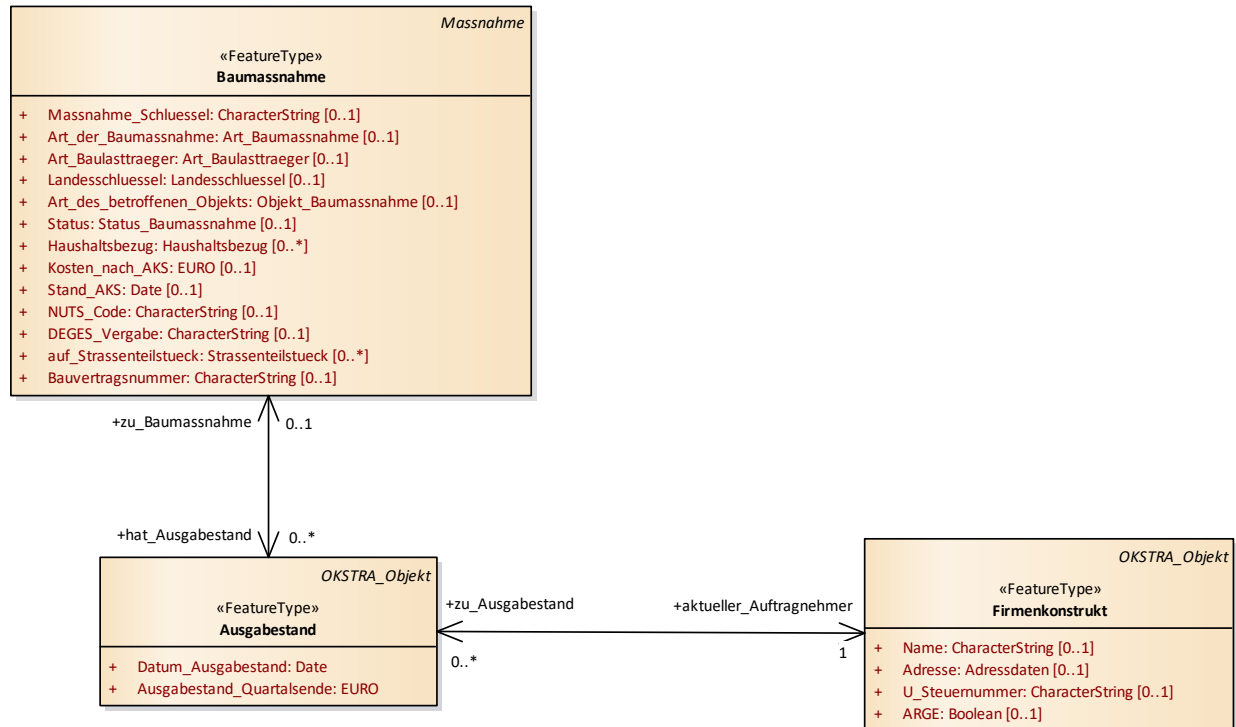 Massnahme
«FeatureType»
Baumassnahme
+ Massnahme_Schluessel: CharacterString [0..1]
+ Art_der_Baumassnahme: Art_Baumassnahme [0..1]
+ Art_Baulasttraeger: Art_Baulasttraeger [0..1]
+ Landesschluessel: Landesschluessel [0..1]
+ Art_des_betroffenen_Objekts: Objekt_Baumassnahme [0..1]
+ Status: Status_Baumassnahme [0..1]
+ Haushaltsbezug: Haushaltsbezug [0..*]
+ Kosten_nach_AKS: EURO [0..1]
+ Stand_AKS: Date [0..1]
+ NUTS_Code: CharacterString [0..1]
+ DEGES_Vergabe: CharacterString [0..1]
+ auf_Strassenteilstueck: Strassenteilstueck [0..*]
+ Bauvertragsnummer: CharacterString [0..1]
+zu_Baumassnahme 0..1
+hat_Ausgabestand 0..*
OKSTRA_Objekt
«FeatureType»
Ausgabestand
+ Datum_Ausgabestand: Date
+ Ausgabestand_Quartalsende: EURO
+zu_Ausgabestand +aktueller_Auftragnehmer
0..* 1
OKSTRA_Objekt
«FeatureType»
Firmenkonstrukt
+ Name: CharacterString [0..1]
+ Adresse: Adressdaten [0..1]
+ U_Steuernummer: CharacterString [0..1]
+ ARGE: Boolean [0..1]